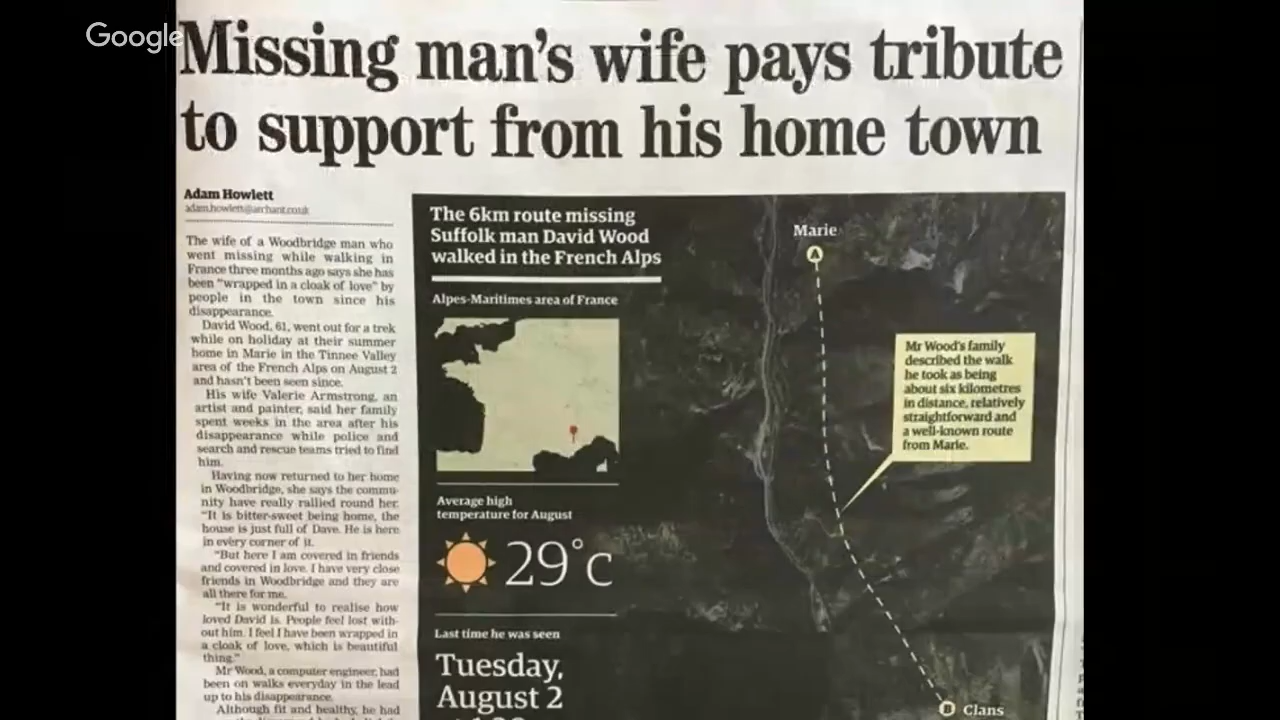 Google
Missing man's wife pays tribute
to support from his home town
Adam Howlett
adam.howlett@archant.co.uk
The wife of a Woodbridge man who
went missing while walking in
France three months ago says she has
been "wrapped in a cloak of love" by
people in the town since his
disappearance.
David Wood, 61, went out for a trek
while on holiday at their summer
home in Marie in the Tinnee Valley
area of the French Alps on August 2
and hasn't been seen since.
His wife Valerie Armstrong, an
artist and painter, said her family
spent weeks in the area after his
disappearance while police and
search and rescue teams tried to find
him.
Having now returned to her home
in Woodbridge, she says the commu-
nity have really rallied round her.
"It is bitter-sweet being home, the
house is just full of Dave. He is here
in every corner of it.
"But here I am covered in friends
and covered in love. I have very close
friends in Woodbridge and they are
all there for me.
"It is wonderful to realise how
loved David is. People feel lost with-
out him. I feel I have been wrapped in
a cloak of love, which is beautiful
thing."
Mr Wood, a computer engineer, had
been on walks everyday in the lead
up to his disappearance.
Although fit and healthy, he had
The 6km route missing
Suffolk man David Wood
walked in the French Alps
Alpes-Maritimes area of France
Average high
temperature for August
29°C
Last time he was seen
Tuesday,
August 2
Marie
A
Mr Wood's family
described the walk
he took as being
about six kilometres
in distance, relatively
straightforward and
a well-known route
from Marie.
B Clans